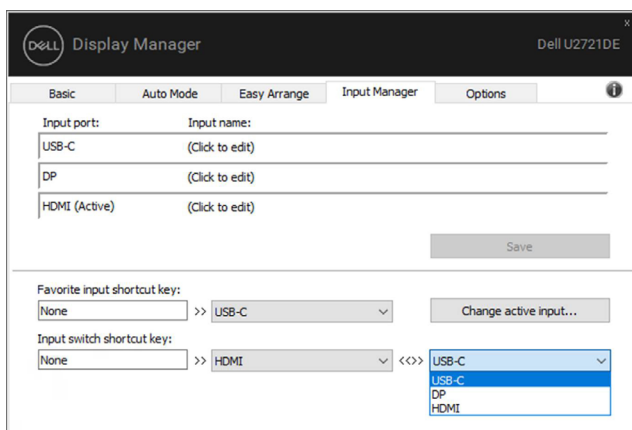 x
DELL Display Manager Dell U2721DE
Basic Auto Mode Easy Arrange Input Manager Options i
Input port: Input name:
USB-C (Click to edit)
DP (Click to edit)
HDMI (Active) (Click to edit)
Save
Favorite input shortcut key:
None >> USB-C Change active input...
Input switch shortcut key:
None >> HDMI <<>> USB-C
USB-C
DP
HDMI